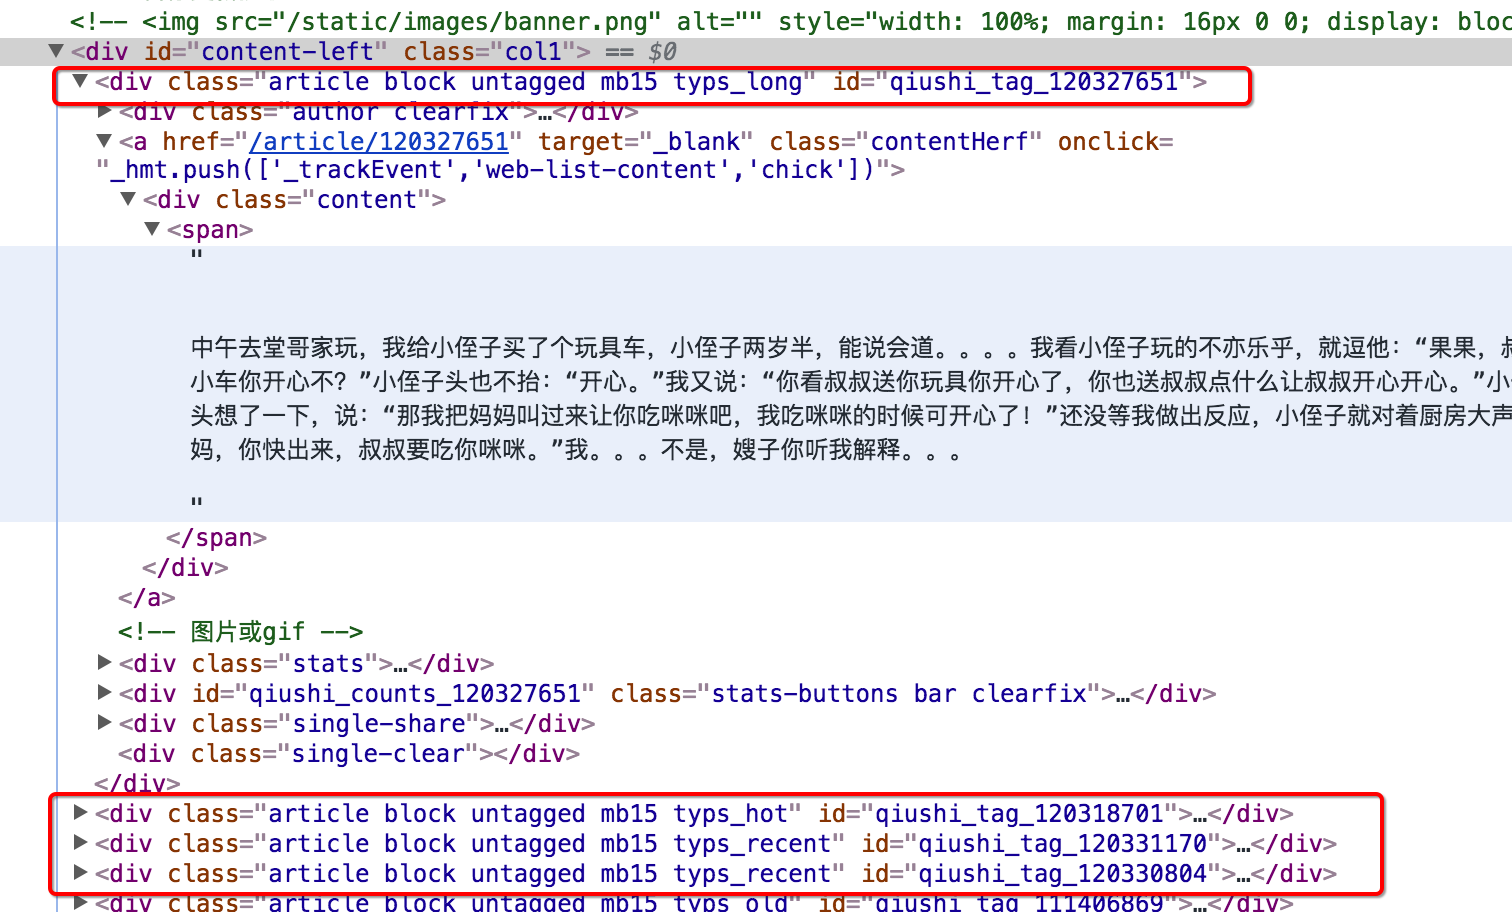 <!-- <img src="/static/images/banner.png" alt="" style="width: 100%; margin: 16px 0 0; display: bloc
<div id="content-left" class="col1"> == $0
<div class="article block untagged mb15 typs_long" id="qiushi_tag_120327651">
<div class="author clearfix">…</div>
<a href="/article/120327651" target="_blank" class="contentHerf" onclick=
"_hmt.push(['_trackEvent','web-list-content','chick'])">
<div class="content">
<span>
"
中午去堂哥家玩，我给小侄子买了个玩具车，小侄子两岁半，能说会道。。。。我看小侄子玩的不亦乐乎，就逗他：“果果，叔
小车你开心不？”小侄子头也不抬：“开心。”我又说：“你看叔叔送你玩具你开心了，你也送叔叔点什么让叔叔开心开心。”小
头想了一下，说：“那我把妈妈叫过来让你吃咪咪吧，我吃咪咪的时候可开心了！”还没等我做出反应，小侄子就对着厨房大声
妈，你快出来，叔叔要吃你咪咪。”我。。。不是，嫂子你听我解释。。。
"
</span>
</div>
</a>
<!-- 图片或gif -->
<div class="stats">…</div>
<div id="qiushi_counts_120327651" class="stats-buttons bar clearfix">…</div>
<div class="single-share">…</div>
<div class="single-clear"></div>
</div>
<div class="article block untagged mb15 typs_hot" id="qiushi_tag_120318701">…</div>
<div class="article block untagged mb15 typs_recent" id="qiushi_tag_120331170">…</div>
<div class="article block untagged mb15 typs_recent" id="qiushi_tag_120330804">…</div>
<div class="article block untagged mb15 typs_old" id="qiushi_tag_111406869">…</div>